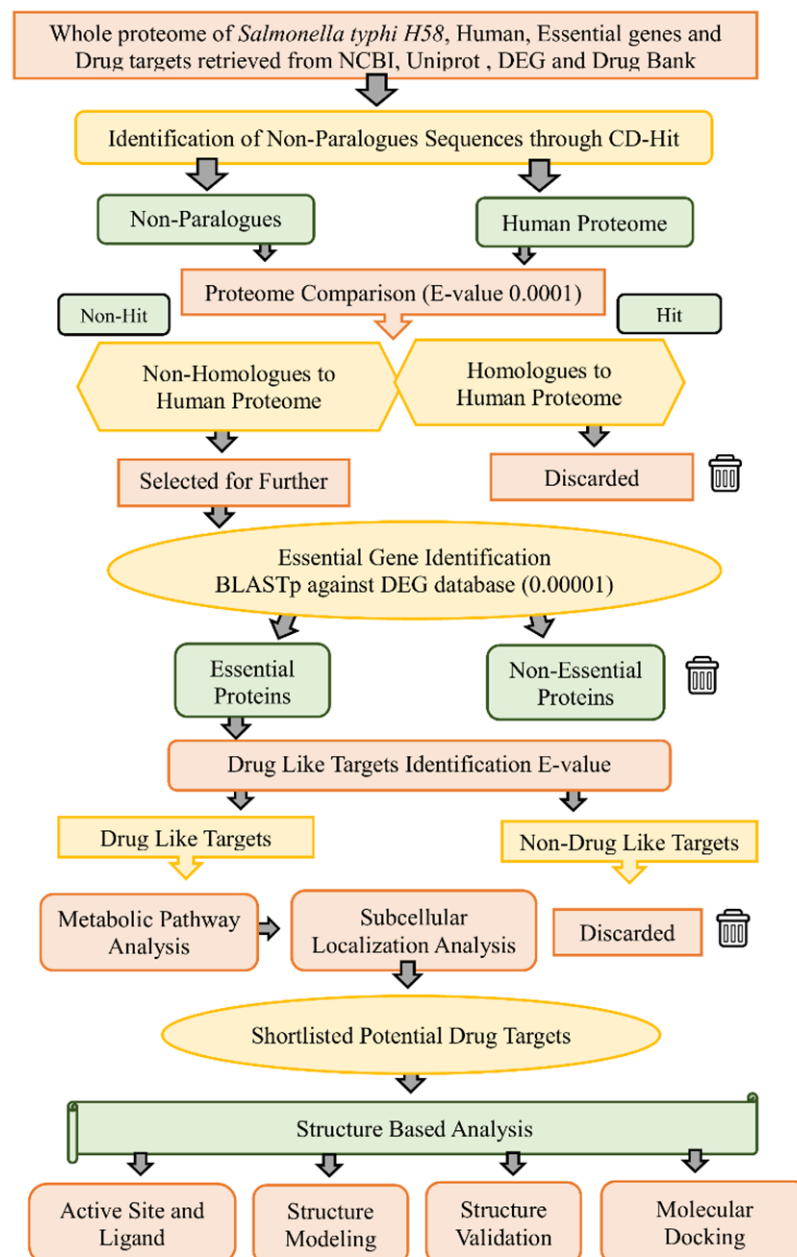 Whole proteome of Salmonella typhi H58, Human, Essential genes and
Drug targets retrieved from NCBI, Uniprot , DEG and Drug Bank
Identification of Non-Paralogues Sequences through CD-Hit
Non-Paralogues
Human Proteome
Proteome Comparison (E-value 0.0001)
Non-Hit
Hit
Non-Homologues to
Human Proteome
Homologues to
Human Proteome
Selected for Further
Discarded
Essential Gene Identification
BLASTp against DEG database (0.00001)
Essential
Proteins
Non-Essential
Proteins
Drug Like Targets Identification E-value
Drug Like Targets
Non-Drug Like Targets
Metabolic Pathway
Analysis
Subcellular
Localization Analysis
Discarded
Shortlisted Potential Drug Targets
Structure Based Analysis
Active Site and
Ligand
Structure
Modeling
Structure
Validation
Molecular
Docking